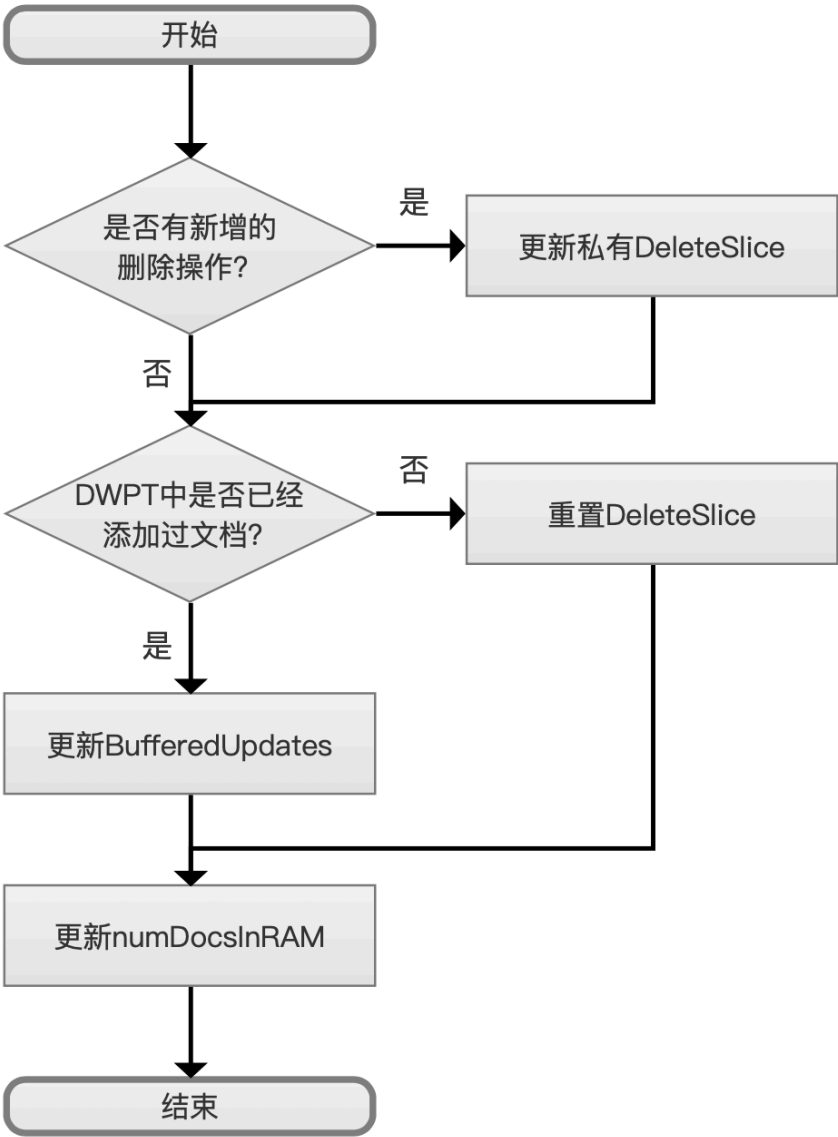 开始
是否有新增的
删除操作?
是
更新私有DeleteSlice
否
DWPT中是否已经
添加过文档?
否
重置DeleteSlice
是
更新BufferedUpdates
更新numDocsInRAM
结束